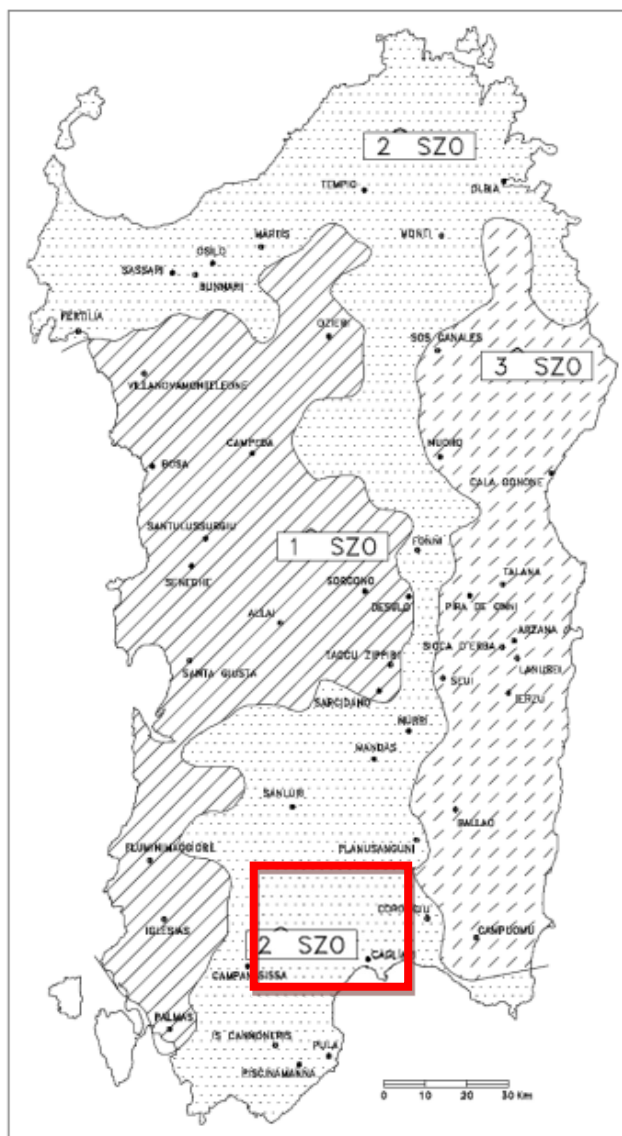 2 SZO
TEMPIO
OLBIA
MARTIS
MONTI
OSILO
SASSARI
BUNNARI
FERTILIA
OZIERI
SOS CANALES
3 SZO
VILLANOVAMONTELEONE
NUORO
CAMPEDA
BOSA
CALA GONONE
SANTULUSSURGIU
1 SZO
FONNI
SENEGHE
TALANA
SORGONO
DESULO
PIRA DE ONNI
ALLAI
ARZANA
SICCA D'ERBA
TACCU ZIPPIRI
LANUSEI
SANTA GIUSTA
SEUI
SARCIDANO
JERZU
NURRI
MANDAS
SANLURI
BALLAO
PLANUSANGUNI
FLUMINIMAGGIORE
CORONGIU
IGLESIAS
CAMPUOMU
2 SZO
CAGLIARI
PALMAS
IS CANNONERIS
PULA
PISCINAMANNA
0 10 20 30 Km